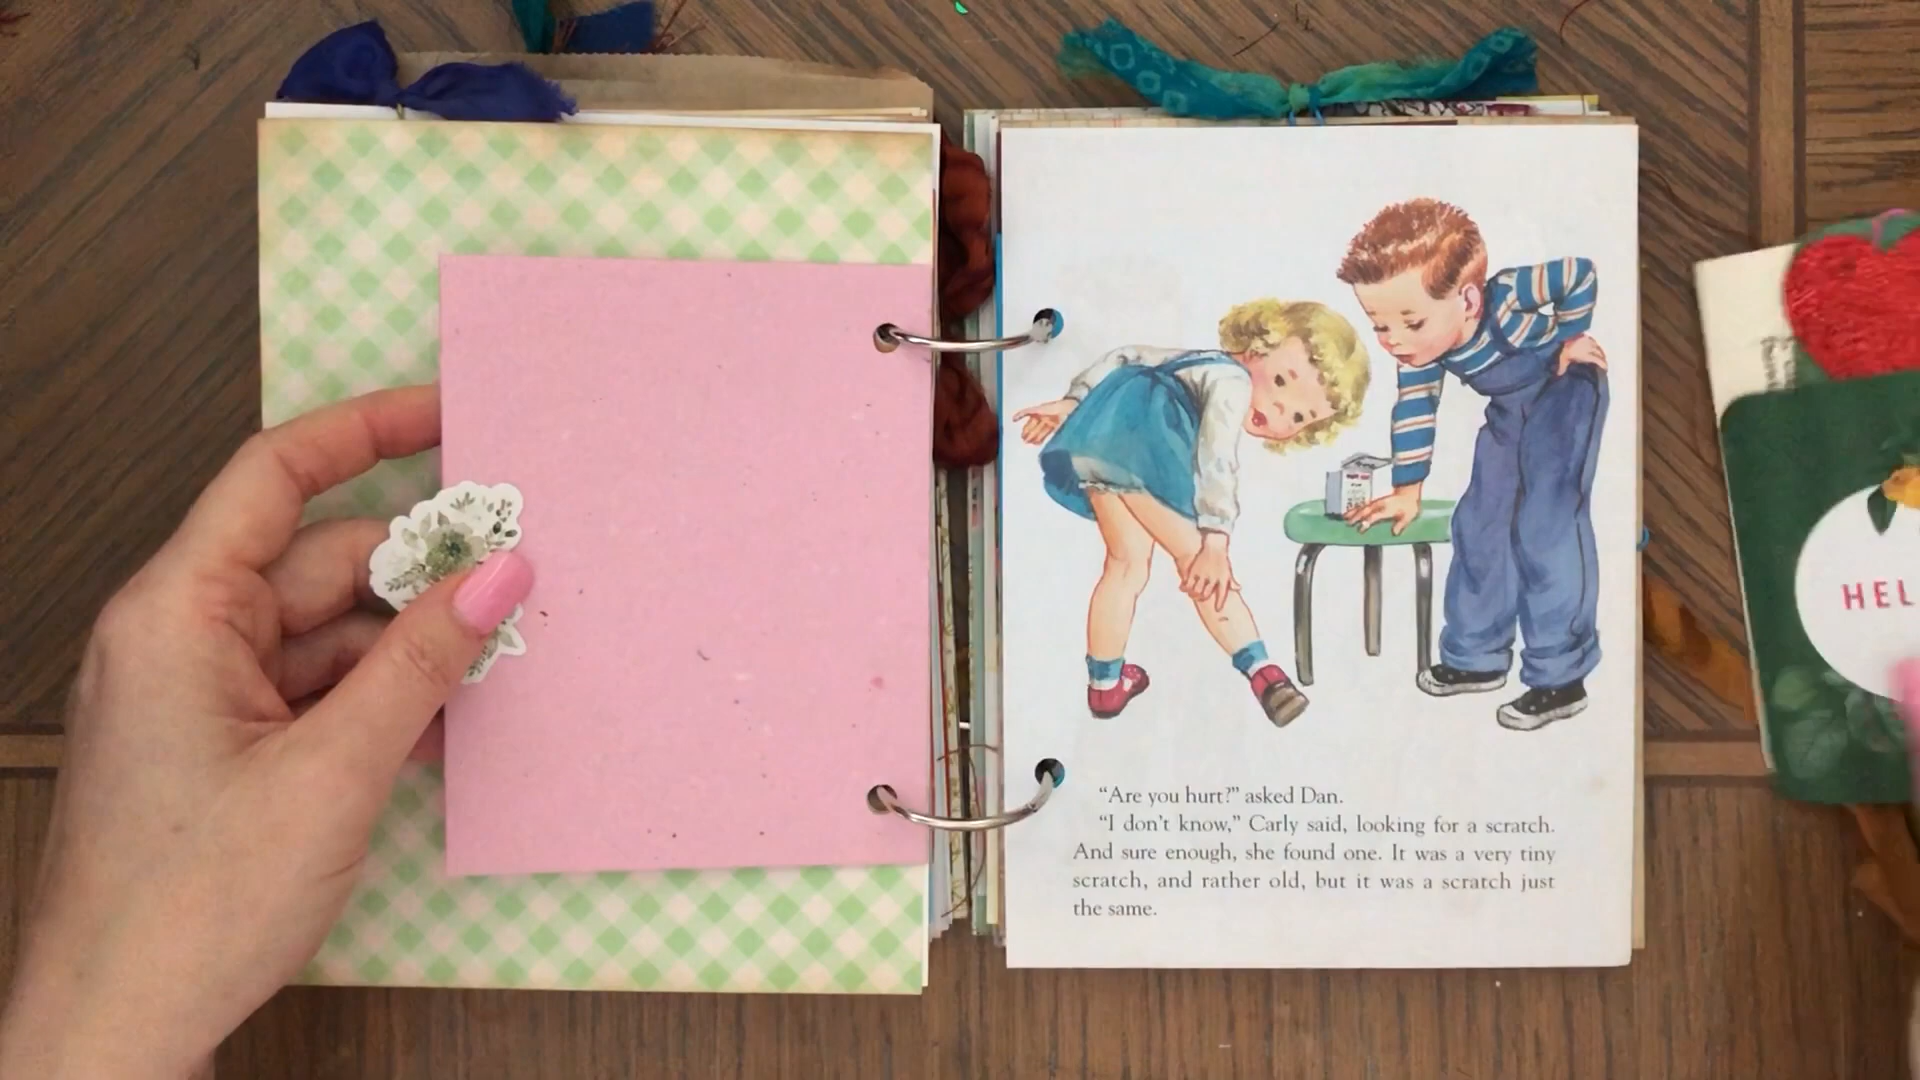 “Are you hurt?” asked Dan.
“I don't know,” Carly said, looking for a scratch.
And sure enough, she found one. It was a very tiny
scratch, and rather old, but it was a scratch just
the same.
HEL